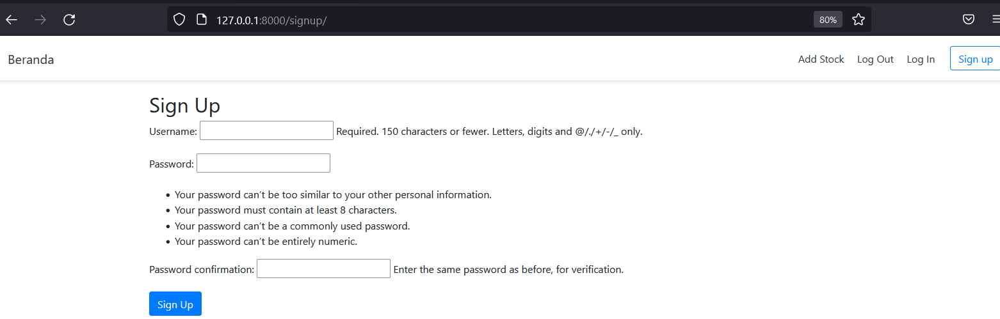 127.0.0.1:8000/signup/ 80%
Beranda Add Stock Log Out Log In Sign up
Sign Up
Username: Required. 150 characters or fewer. Letters, digits and @/./+/-/_ only.
Password:
• Your password can’t be too similar to your other personal information.
• Your password must contain at least 8 characters.
• Your password can’t be a commonly used password.
• Your password can’t be entirely numeric.
Password confirmation: Enter the same password as before, for verification.
Sign Up